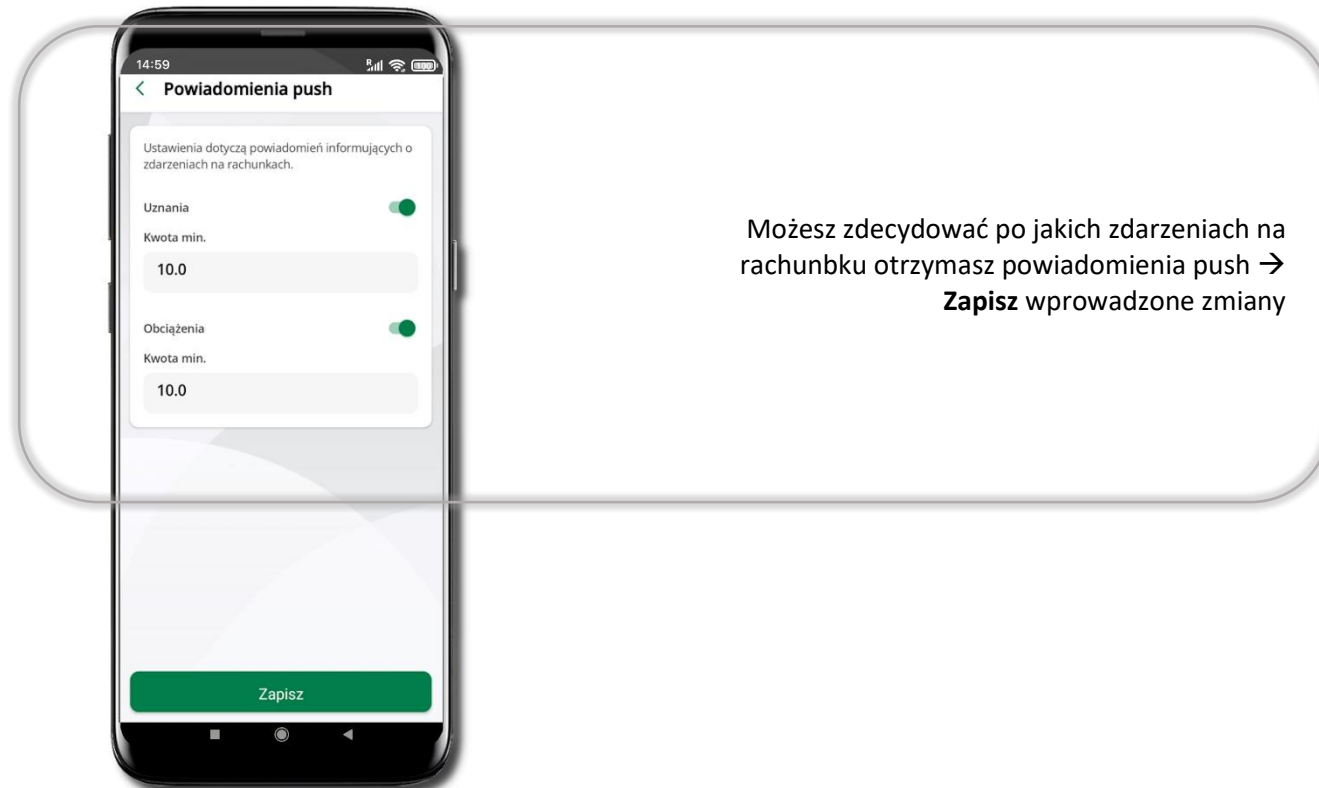 14:59
Powiadomienia push
Ustawienia dotyczą powiadomień informujących o
zdarzeniach na rachunkach.
Uznania
Kwota min.
10.0
Obciążenia
Kwota min.
10.0
Zapisz
Możesz zdecydować po jakich zdarzeniach na
rachunbku otrzymasz powiadomienia push →
Zapisz wprowadzone zmiany